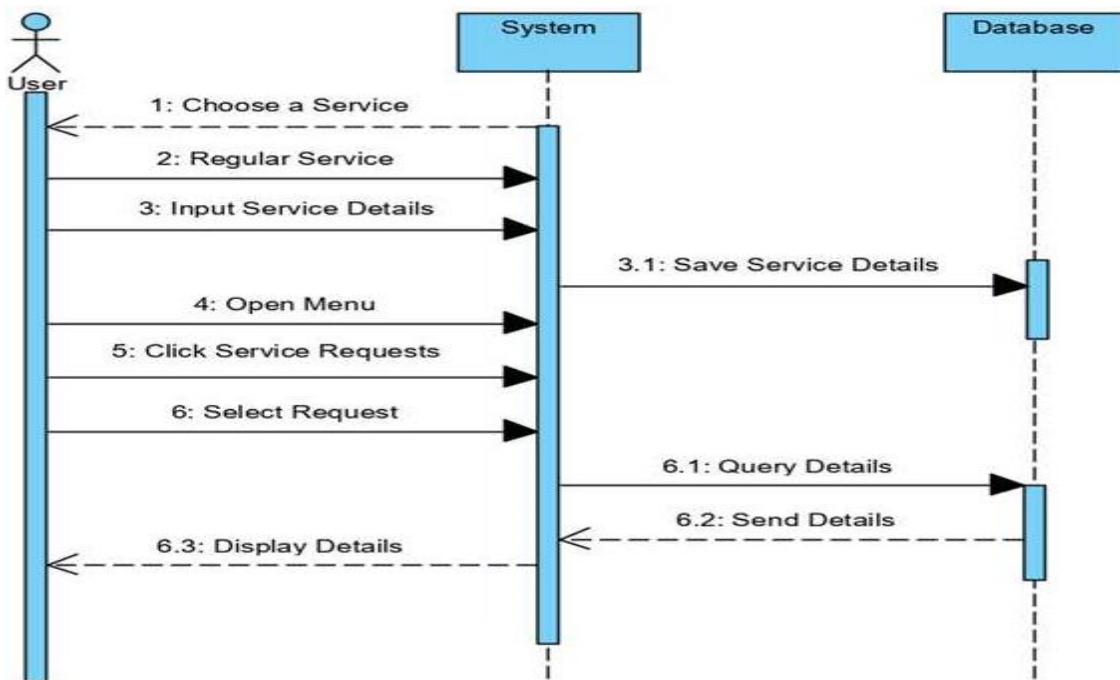 System
Database
User
1: Choose a Service
2: Regular Service
3: Input Service Details
3.1: Save Service Details
4: Open Menu
5: Click Service Requests
6: Select Request
6.1: Query Details
6.2: Send Details
6.3: Display Details